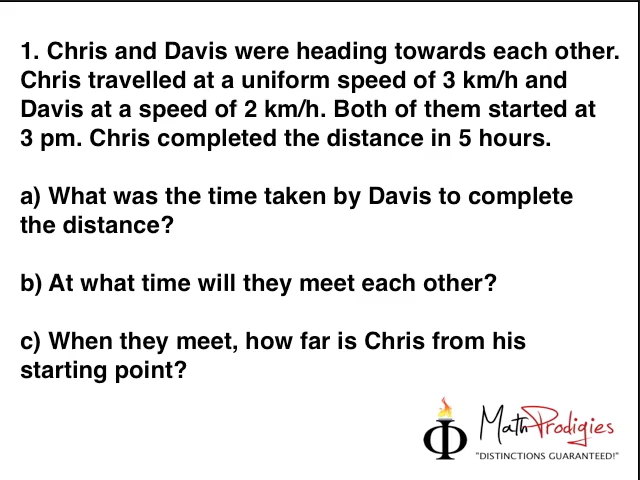 1. Chris and Davis were heading towards each other.
Chris travelled at a uniform speed of 3 km/h and
Davis at a speed of 2 km/h. Both of them started at
3 pm. Chris completed the distance in 5 hours.
a) What was the time taken by Davis to complete
the distance?
b) At what time will they meet each other?
c) When they meet, how far is Chris from his
starting point?
Math Prodigies
"DISTINCTIONS GUARANTEED!"